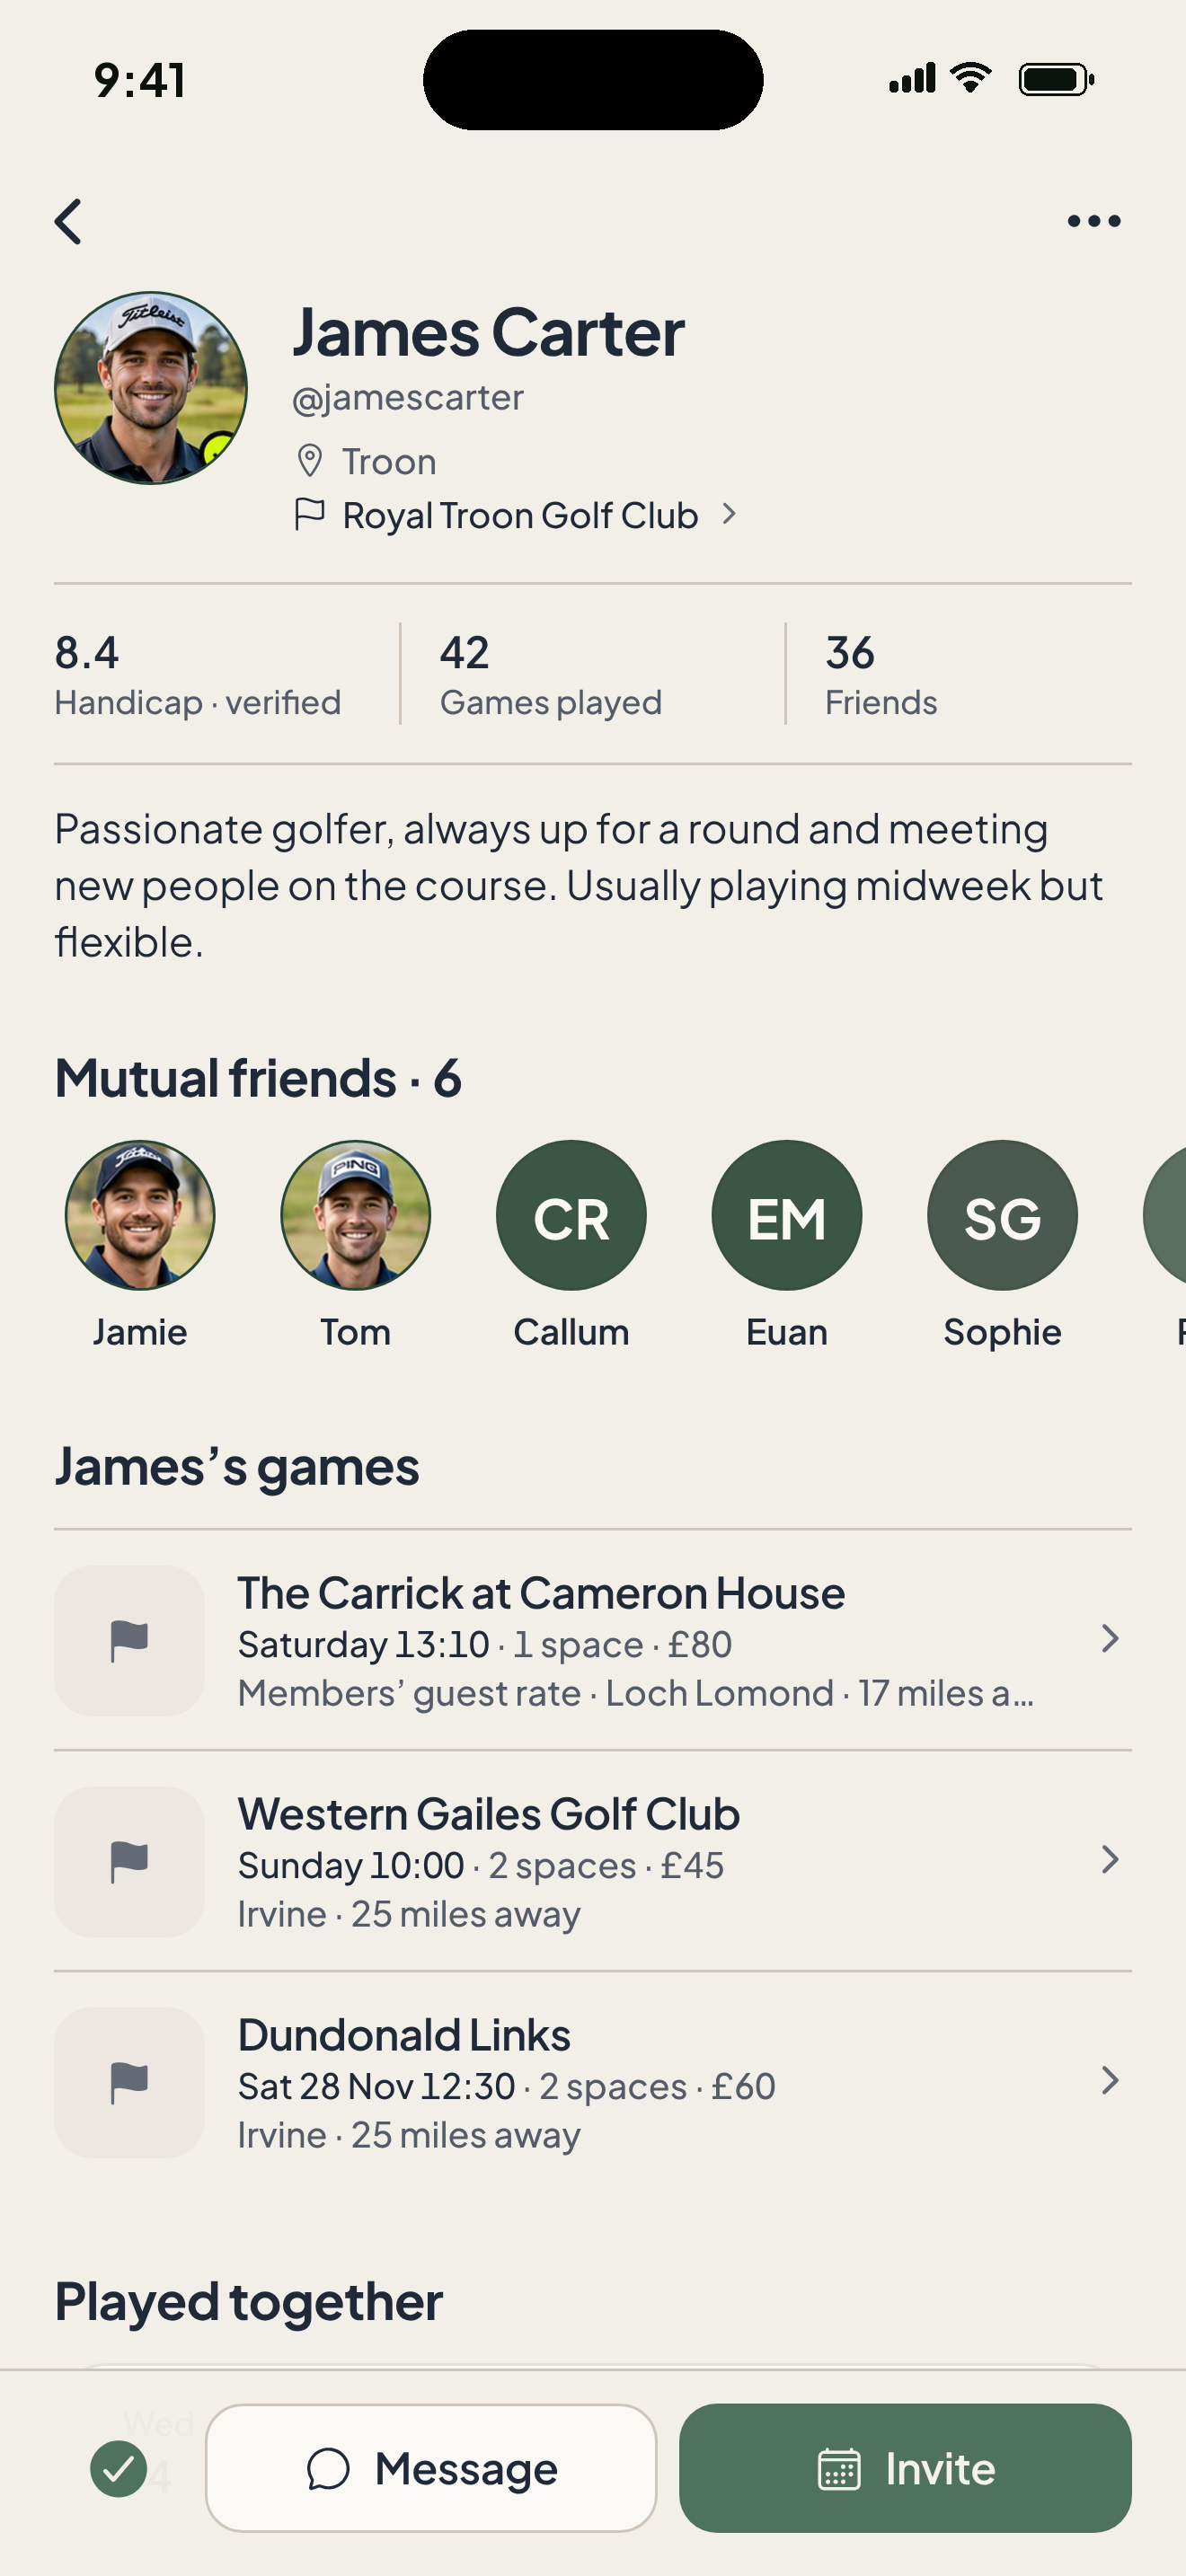 9:41
Titleist
James Carter
@jamescarter
Troon
Royal Troon Golf Club
8.4
Handicap · verified
42
Games played
36
Friends
Passionate golfer, always up for a round and meeting
new people on the course. Usually playing midweek but
flexible.
Mutual friends · 6
Titleist
PING
CR
EM
SG
Jamie
Tom
Callum
Euan
Sophie
James’s games
The Carrick at Cameron House
Saturday 13:10 · 1 space · £80
Members’ guest rate · Loch Lomond · 17 miles a...
Western Gailes Golf Club
Sunday 10:00 · 2 spaces · £45
Irvine · 25 miles away
Dundonald Links
Sat 28 Nov 12:30 · 2 spaces · £60
Irvine · 25 miles away
Played together
Wed
4
Message
Invite